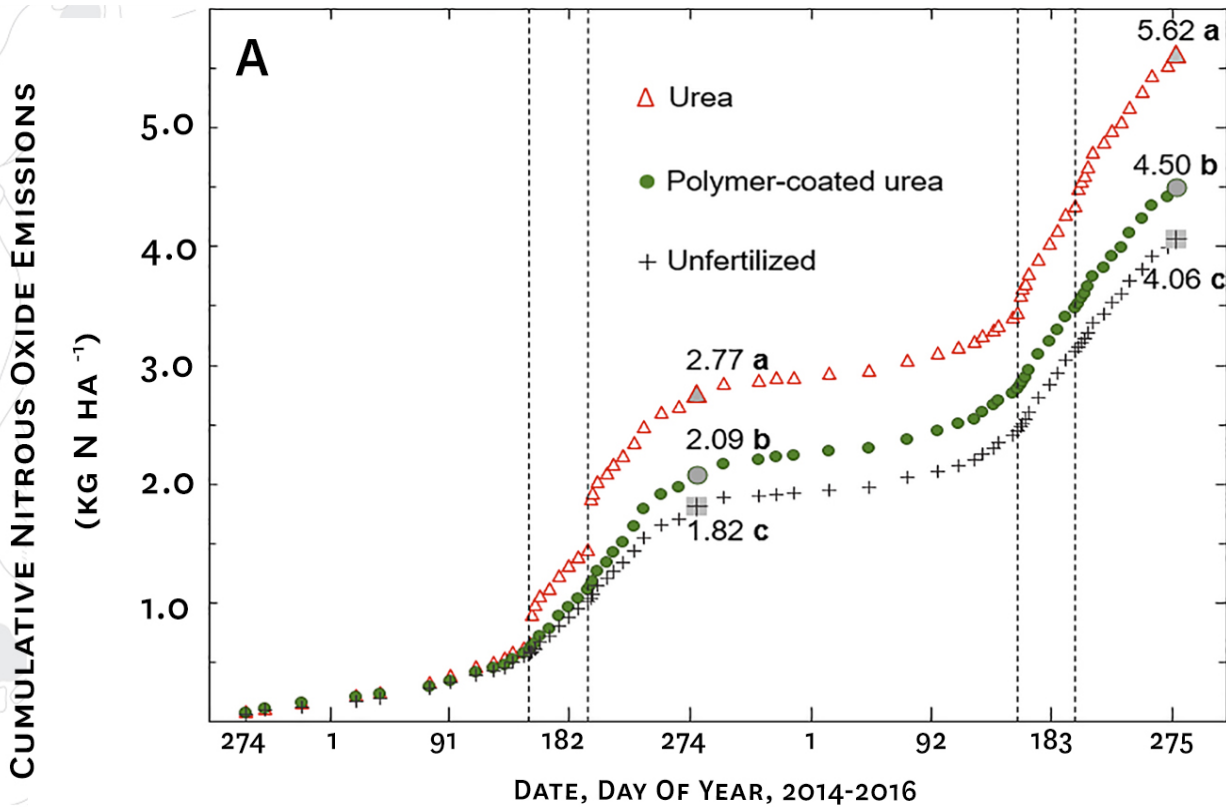 A
CUMULATIVE NITROUS OXIDE EMISSIONS
(KG N HA -1)
5.0
4.0
3.0
2.0
1.0
Urea
Polymer-coated urea
Unfertilized
5.62 a
4.50 b
4.06 c
2.77 a
2.09 b
1.82 c
274 1 91 182 274 1 92 183 275
DATE, DAY OF YEAR, 2014-2016